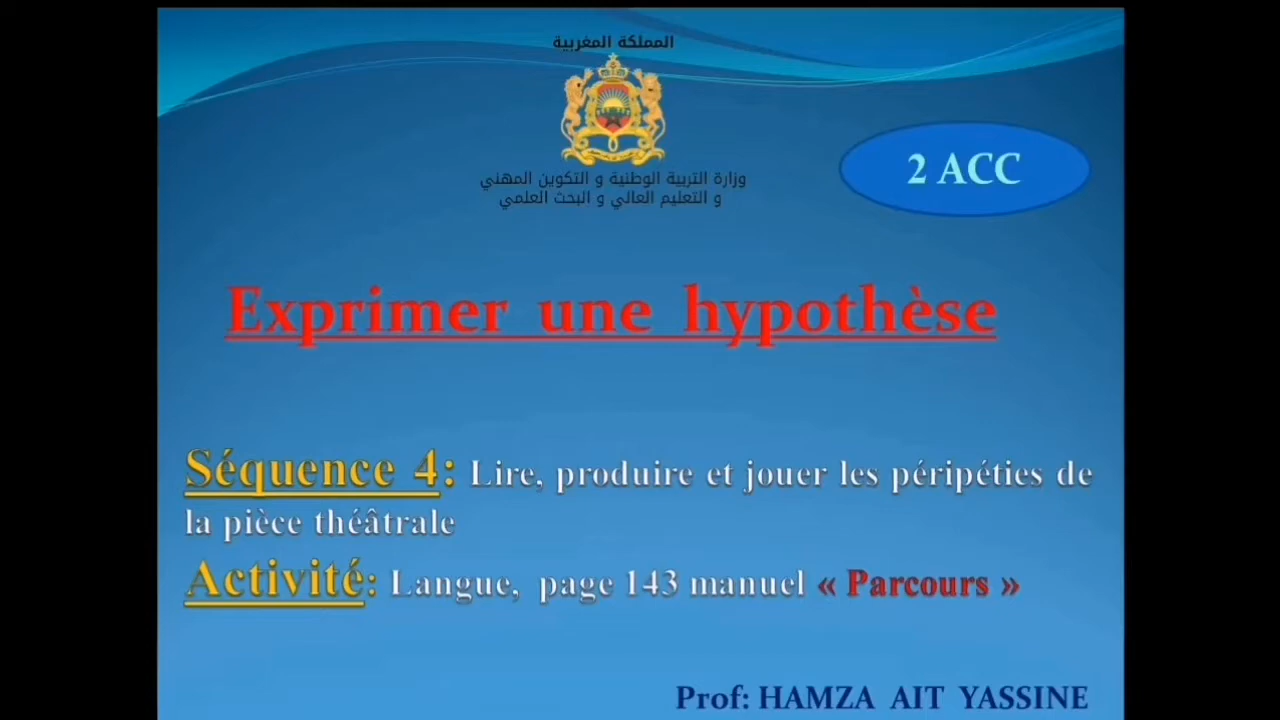 المملكة المغربية
وزارة التربية الوطنية و التكوين المهني
و التعليم العالي و البحث العلمي
2 ACC
Exprimer une hypothèse
Séquence 4: Lire, produire et jouer les péripéties de
la pièce théâtrale
Activité: Langue, page 143 manuel « Parcours »
Prof: HAMZA AIT YASSINE